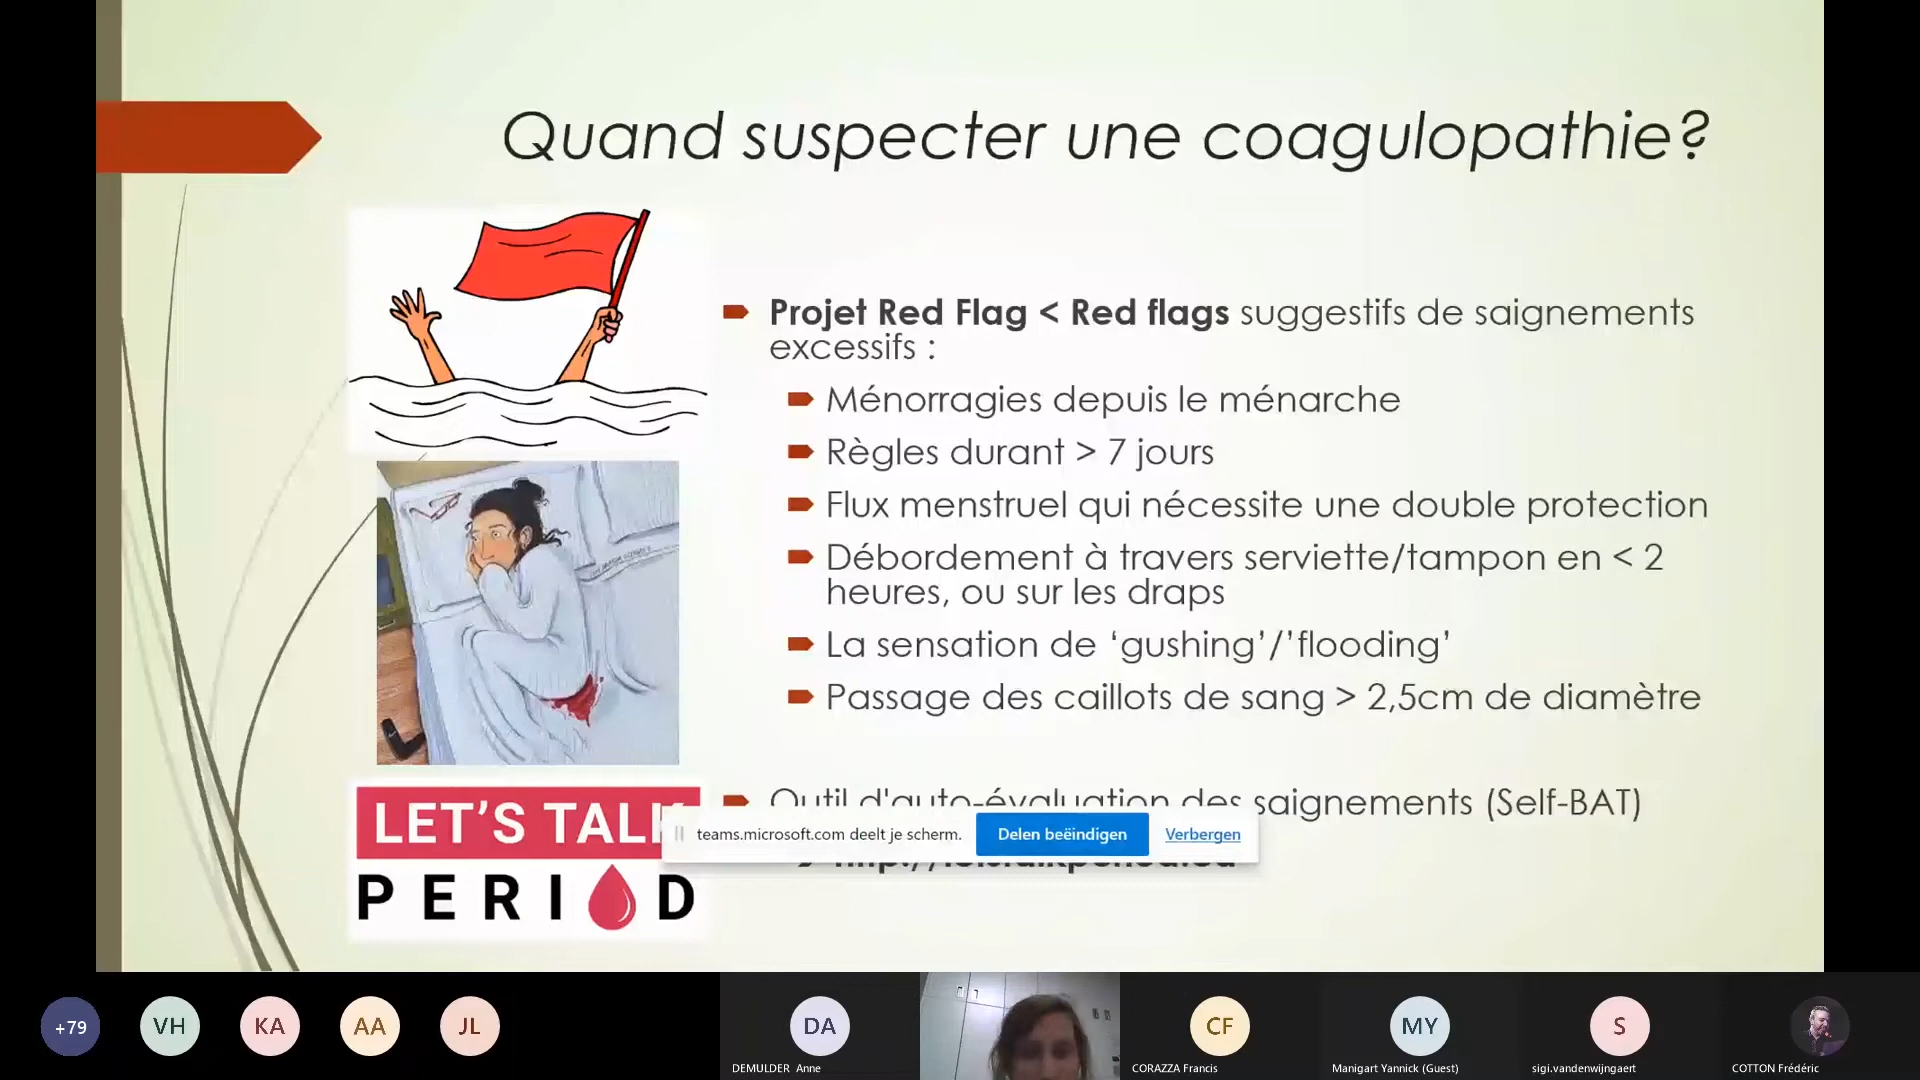 Quand suspecter une coagulopathie?
Projet Red Flag < Red flags suggestifs de saignements
excessifs :
Ménorragies depuis le ménarche
Règles durant > 7 jours
Flux menstruel qui nécessite une double protection
Débordement à travers serviette/tampon en < 2
heures, ou sur les draps
La sensation de ‘gushing’/’flooding’
Passage des caillots de sang > 2,5cm de diamètre
Outil d'auto-évaluation des saignements (Self-BAT)
LET’S TALK
PERIOD
teams.microsoft.com deelt je scherm.
Delen beëindigen
Verbergen
+79
VH
KA
AA
JL
DA
CF
MY
S
DEMULDER Anne
CORAZZA Francis
Manigart Yannick (Guest)
sigi.vandenwijngaert
COTTON Frédéric